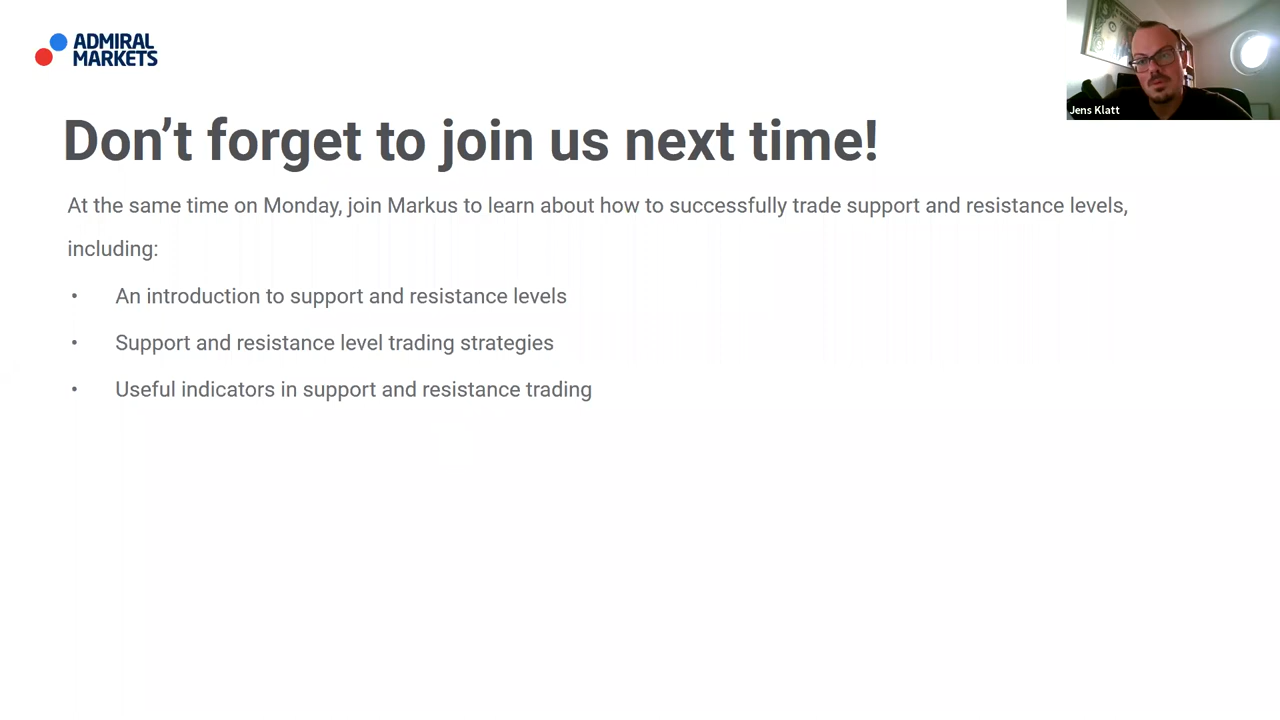 ADMIRAL
MARKETS
Jens Klatt
Don’t forget to join us next time!
At the same time on Monday, join Markus to learn about how to successfully trade support and resistance levels,
including:
• An introduction to support and resistance levels
• Support and resistance level trading strategies
• Useful indicators in support and resistance trading